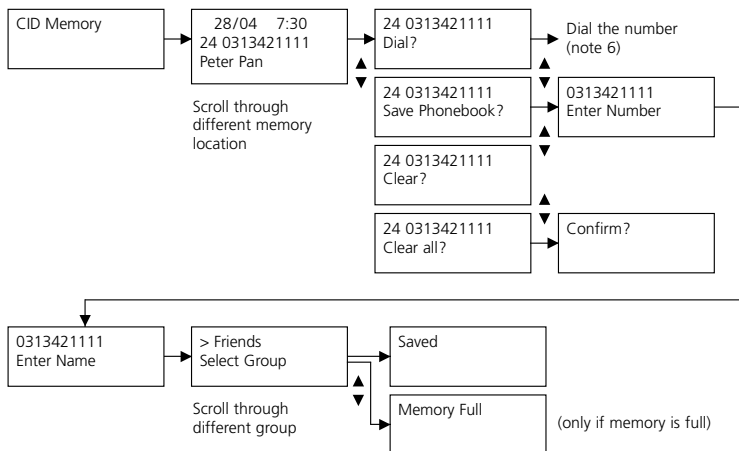 CID Memory
28/04 7:30
24 0313421111
Peter Pan
Scroll through
different memory
location
24 0313421111
Dial?
Dial the number
(note 6)
24 0313421111
Save Phonebook?
0313421111
Enter Number
24 0313421111
Clear?
24 0313421111
Clear all?
Confirm?
0313421111
Enter Name
> Friends
Select Group
Scroll through
different group
Saved
Memory Full
(only if memory is full)